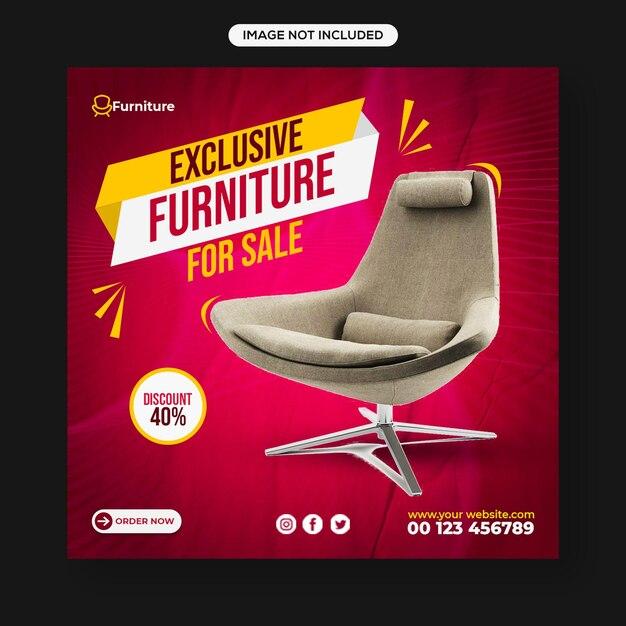 IMAGE NOT INCLUDED
Furniture
EXCLUSIVE
FURNITURE
FOR SALE
DISCOUNT
40%
ORDER NOW
www.your website.com
00 123 456789